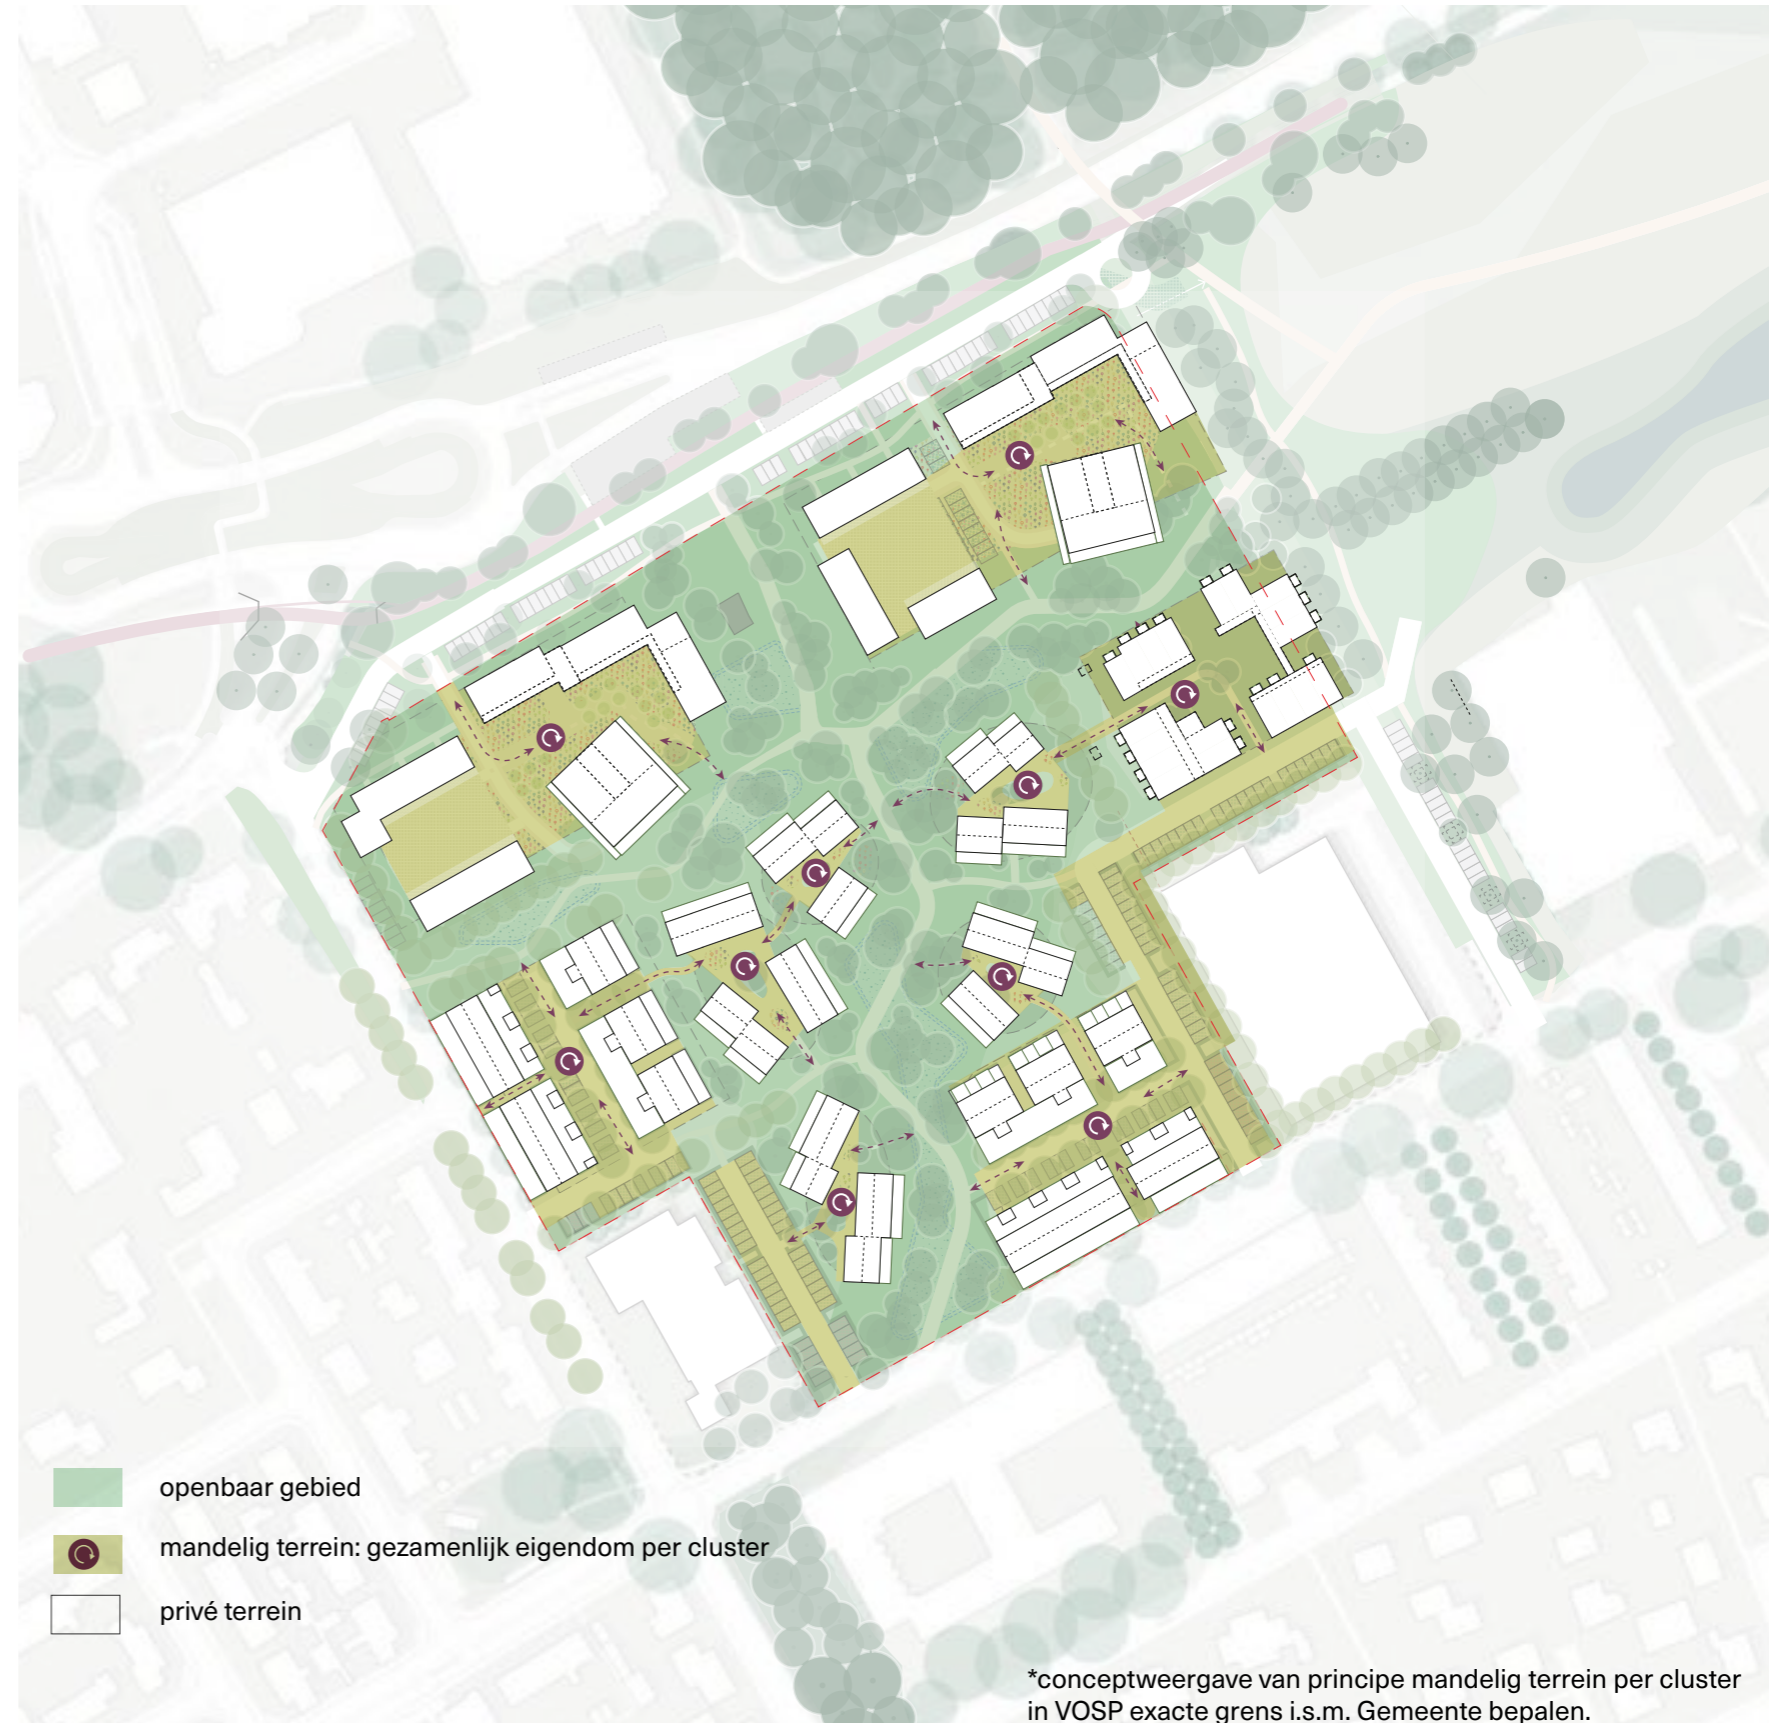 openbaar gebied
mandelig terrein: gezamenlijk eigendom per cluster
privé terrein
*conceptweergave van principe mandelig terrein per cluster
in VOSP exacte grens i.s.m. Gemeente bepalen.